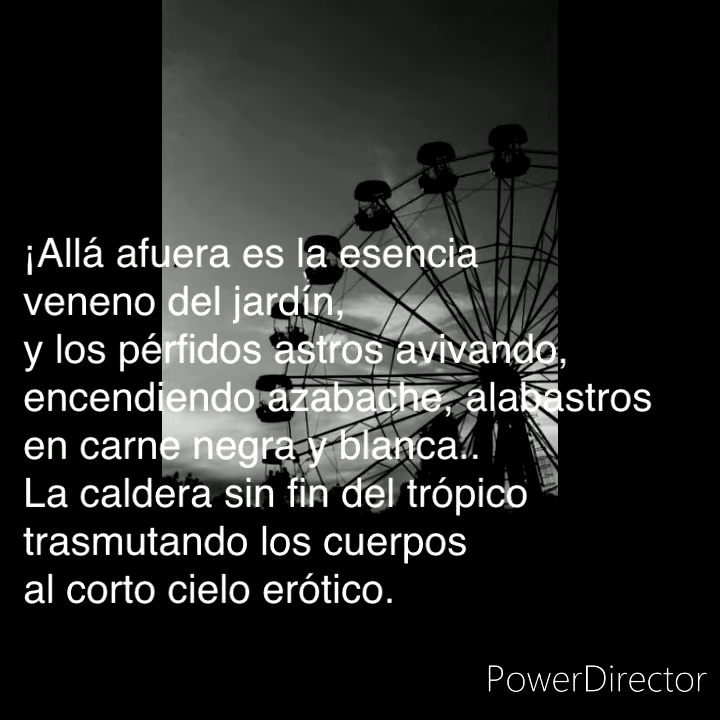 ¡Allá afuera es la esencia
veneno del jardín,
y los pérfidos astros avivando,
encendiendo azabache, alabastros
en carne negra y blanca..
La caldera sin fin del trópico
trasmutando los cuerpos
al corto cielo erótico.
PowerDirector